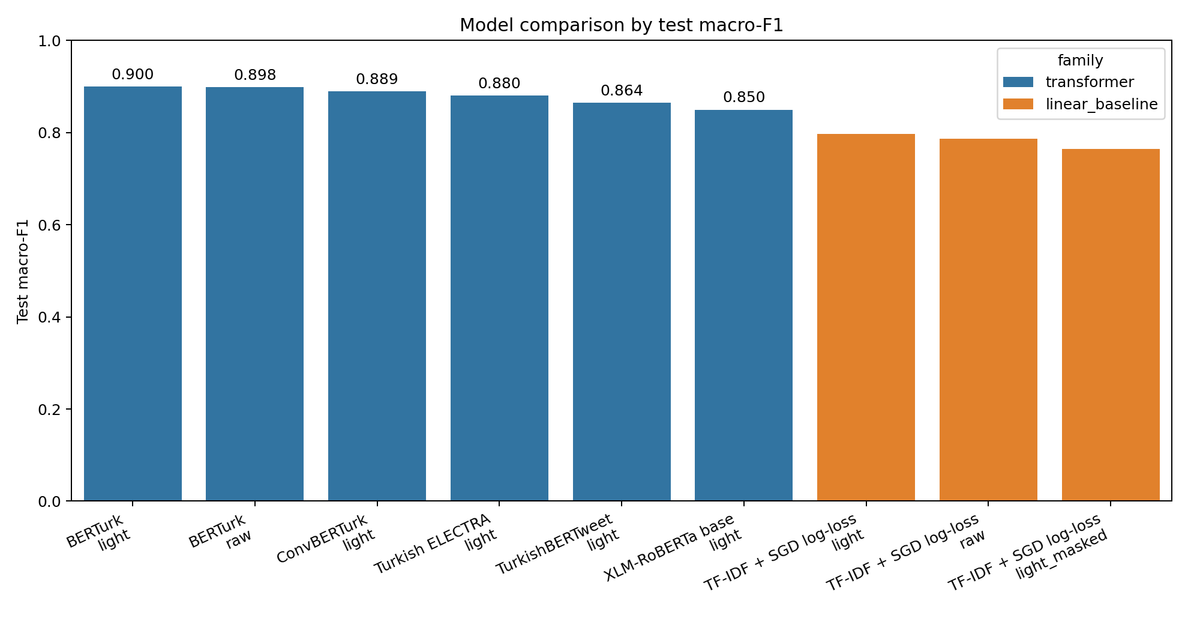 Model comparison by test macro-F1
Test macro-F1
1.0
0.8
0.6
0.4
0.2
0.0
0.900
0.898
0.889
0.880
0.864
0.850
family
transformer
linear_baseline
BERTurk
light
BERTurk
raw
ConvBERTurk
light
Turkish ELECTRA
light
TurkishBERTweet
light
XLM-RoBERTa base
light
TF-IDF + SGD log-loss
light
TF-IDF + SGD log-loss
raw
TF-IDF + SGD log-loss
light_masked